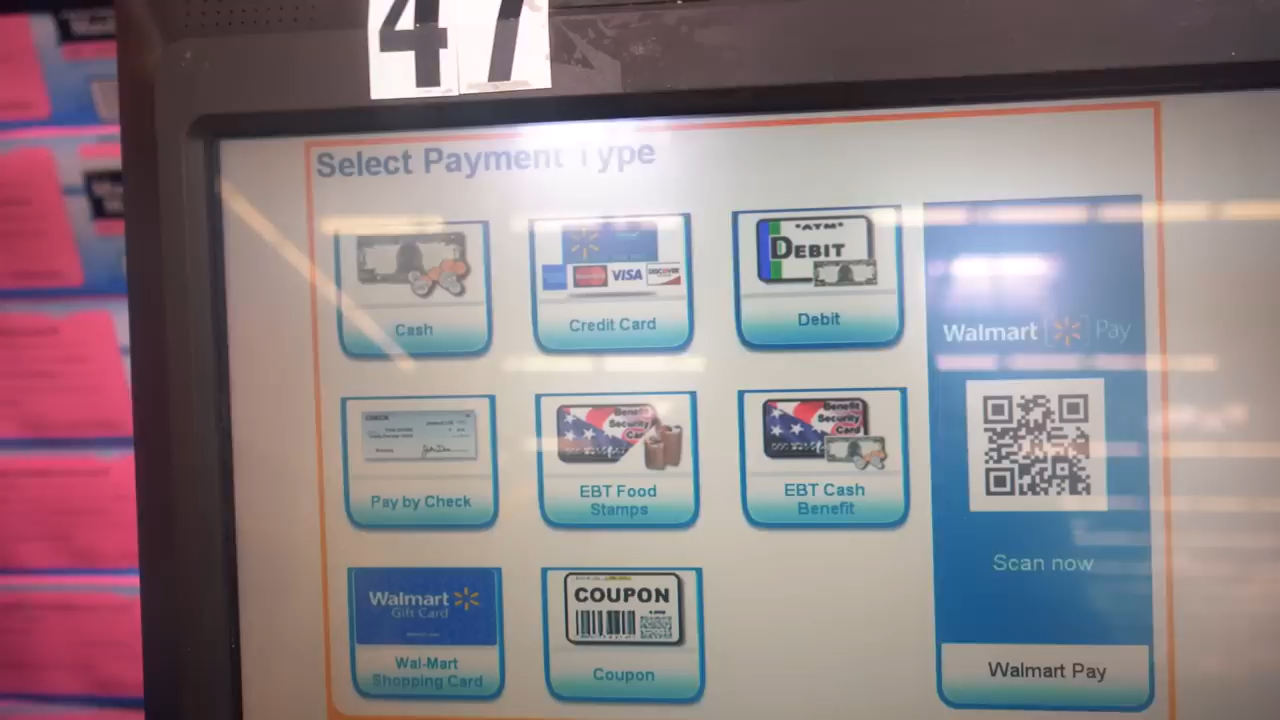 47
Select Payment Type
Cash
VISA
DISCOVER
Credit Card
"ATM"
DEBIT
Debit
Walmart Pay
CHECK
Pay by Check
Benefit
Security
Card
EBT Food
Stamps
Benefit
Security
Card
EBT Cash
Benefit
Scan now
Walmart Pay
Walmart
Gift Card
Wal-Mart
Shopping Card
COUPON
Coupon